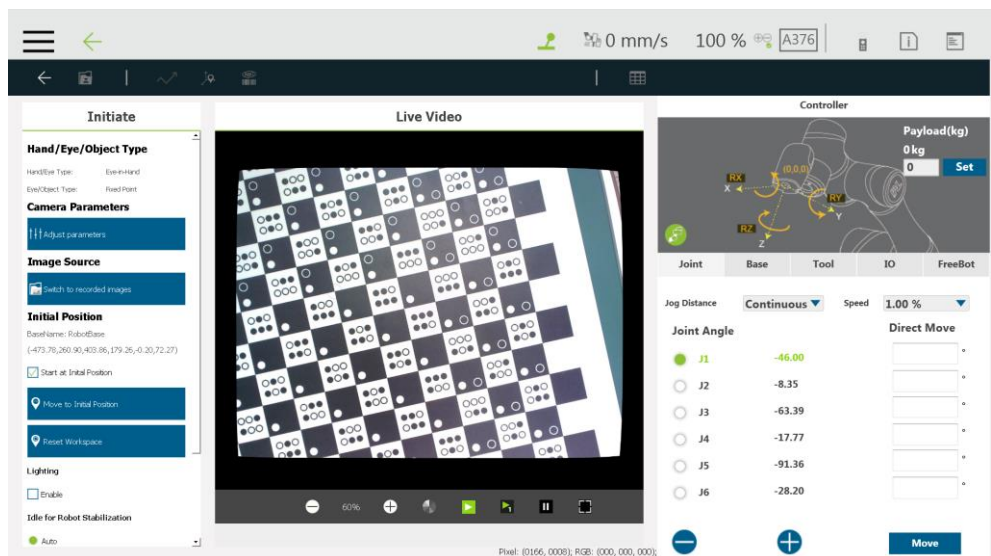 0 mm/s 100 % A376
Initiate
Hand/Eye/Object Type
Hand/Eye Type: Eye-in-Hand
Eye/Object Type: Fixed Point
Camera Parameters
Adjust parameters
Image Source
Switch to recorded images
Initial Position
BaseName: RobotBase
(-473.78,260.90,403.86,179.26,-0.20,72.27)
Start at Inital Position
Move to Initial Position
Reset Workspace
Lighting
Enable
Idle for Robot Stabilization
Auto
Live Video
60%
Pixel: (0166, 0008); RGB: (000, 000, 000);
Controller
Payload(kg)
0 kg
0 Set
(0,0,0)
RX
X
RY
Y
RZ
Z
Joint Base Tool IO FreeBot
Jog Distance Continuous Speed 1.00 %
Joint Angle Direct Move
J1 -46.00 °
J2 -8.35 °
J3 -63.39 °
J4 -17.77 °
J5 -91.36 °
J6 -28.20
Move